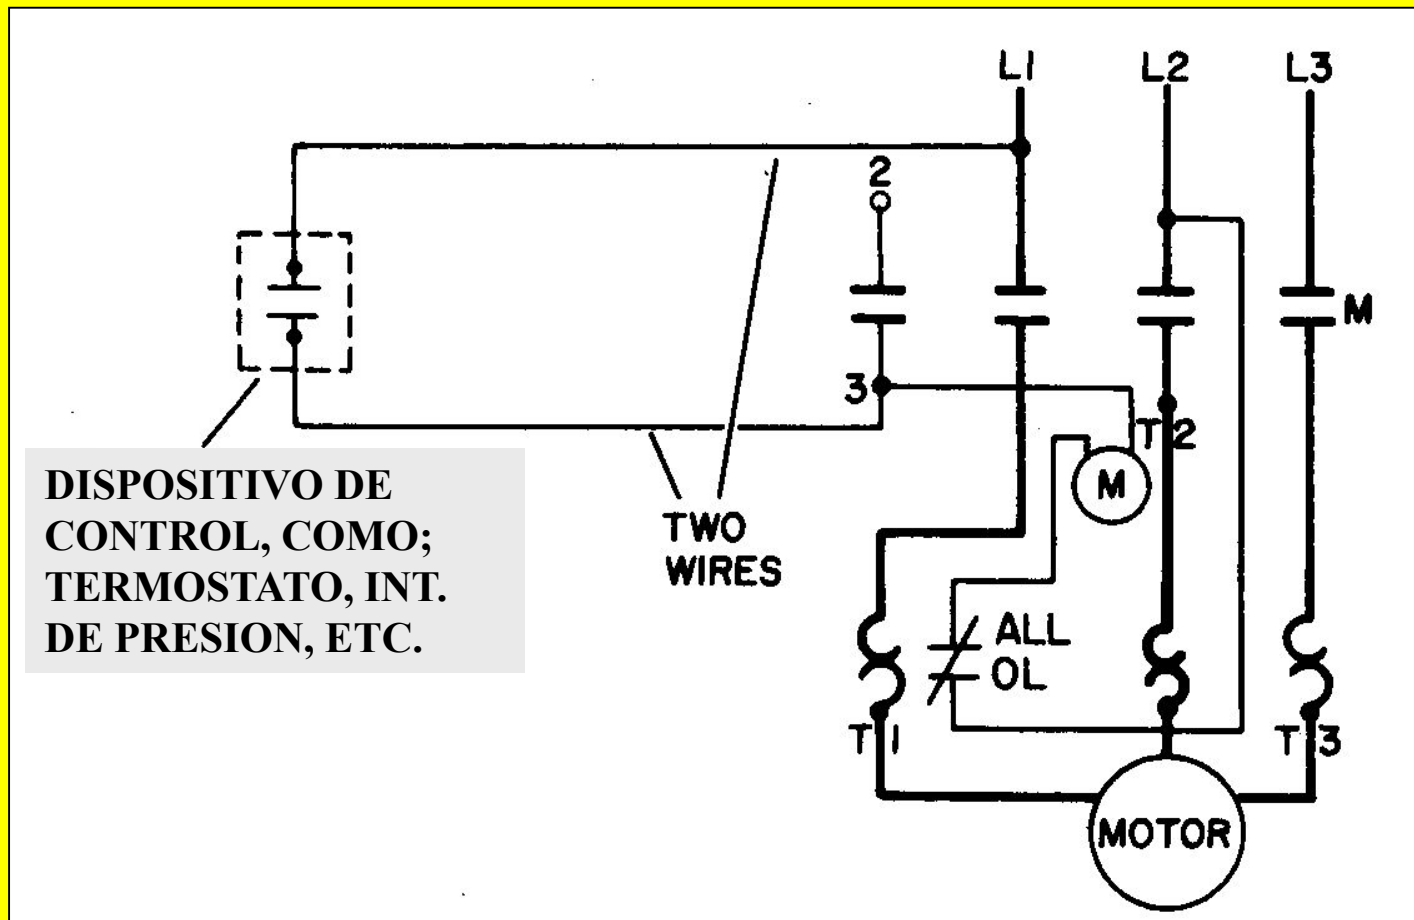 L1
L2
L3
2
M
3
T2
M
DISPOSITIVO DE
CONTROL, COMO;
TERMOSTATO, INT.
DE PRESION, ETC.
TWO
WIRES
ALL
OL
T1
T3
MOTOR